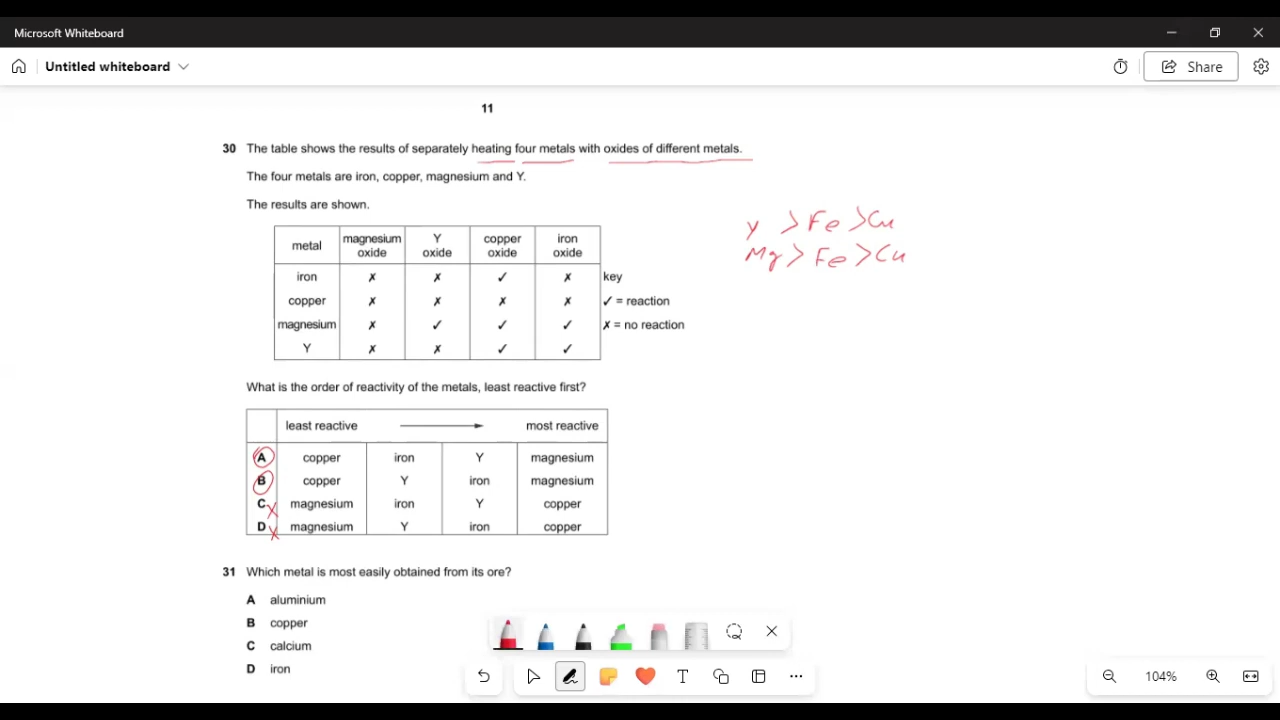 Microsoft Whiteboard
Untitled whiteboard
Share
11
30 The table shows the results of separately heating four metals with oxides of different metals.
The four metals are iron, copper, magnesium and Y.
The results are shown.
metal magnesium oxide Y oxide copper oxide iron oxide
iron ✗ ✗ ✓ ✗ key
copper ✗ ✗ ✗ ✗ ✓ = reaction
magnesium ✗ ✓ ✓ ✓ ✗ = no reaction
Y ✗ ✗ ✓ ✓
y > Fe > Cu
Mg > Fe > Cu
What is the order of reactivity of the metals, least reactive first?
least reactive → most reactive
A copper iron Y magnesium
B copper Y iron magnesium
C magnesium iron Y copper
D magnesium Y iron copper
31 Which metal is most easily obtained from its ore?
A aluminium
B copper
C calcium
D iron
104%